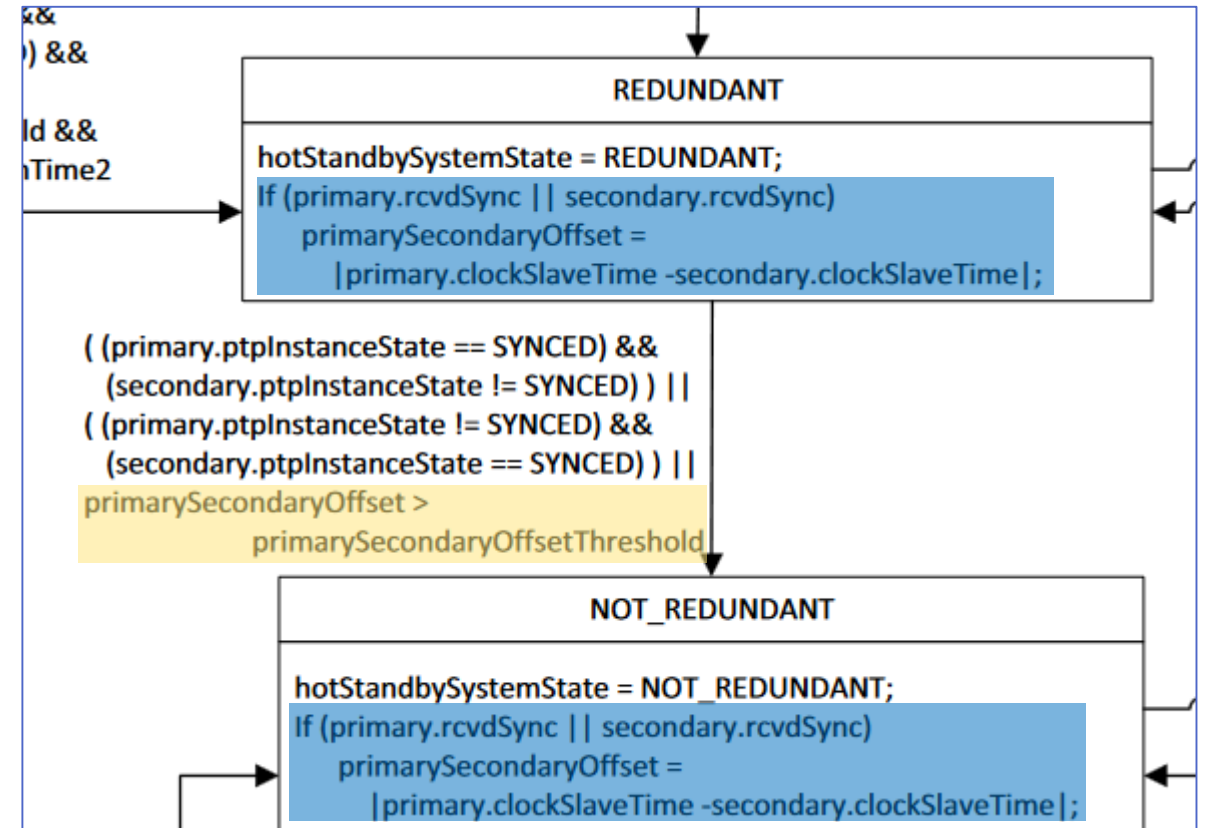 &&
) &&
ld &&
nTime2
REDUNDANT
hotStandbySystemState = REDUNDANT;
If (primary.rcvdSync || secondary.rcvdSync)
primarySecondaryOffset =
|primary.clockSlaveTime -secondary.clockSlaveTime|;
( (primary.ptpInstanceState == SYNCED) &&
(secondary.ptpInstanceState != SYNCED) ) ||
( (primary.ptpInstanceState != SYNCED) &&
(secondary.ptpInstanceState == SYNCED) ) ||
primarySecondaryOffset >
primarySecondaryOffsetThreshold
NOT_REDUNDANT
hotStandbySystemState = NOT_REDUNDANT;
If (primary.rcvdSync || secondary.rcvdSync)
primarySecondaryOffset =
|primary.clockSlaveTime -secondary.clockSlaveTime|;